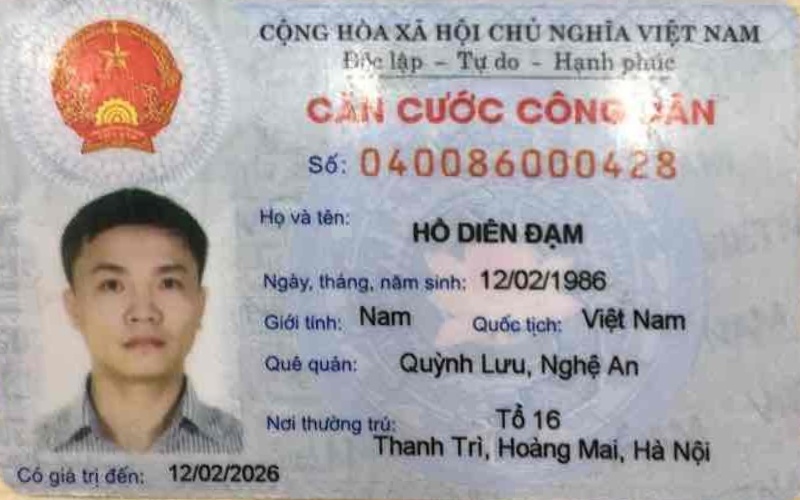 CỘNG HÒA XÃ HỘI CHỦ NGHĨA VIỆT NAM
Độc lập – Tự do - Hạnh phúc
CĂN CƯỚC CÔNG DÂN
Số: 040086000428
Họ và tên:
HỒ DIÊN ĐẠM
Ngày, tháng, năm sinh: 12/02/1986
Giới tính: Nam Quốc tịch: Việt Nam
Quê quán: Quỳnh Lưu, Nghệ An
Nơi thường trú: Tổ 16
Thanh Trì, Hoàng Mai, Hà Nội
Có giá trị đến: 12/02/2026